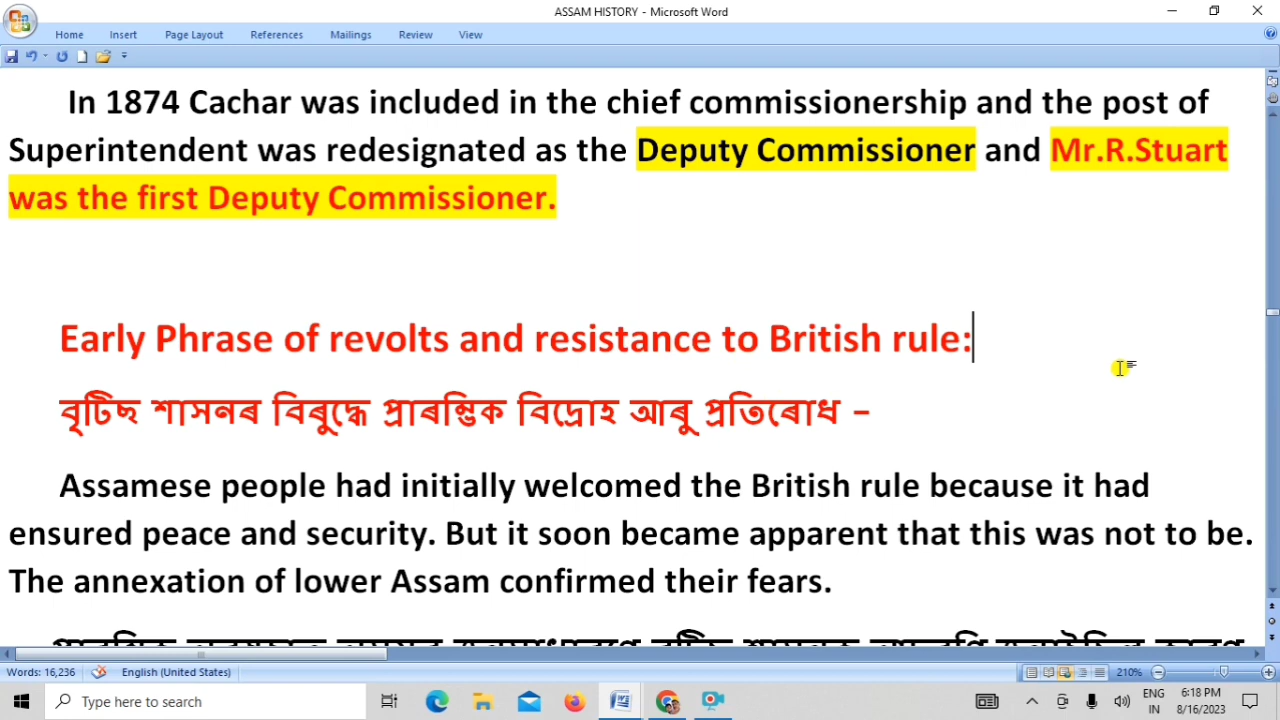 ASSAM HISTORY - Microsoft Word
Home Insert Page Layout References Mailings Review View
In 1874 Cachar was included in the chief commissionership and the post of
Superintendent was redesignated as the Deputy Commissioner and Mr.R.Stuart
was the first Deputy Commissioner.
Early Phrase of revolts and resistance to British rule:
বৃটিছ শাসনৰ বিৰুদ্ধে প্ৰাৰম্ভিক বিদ্ৰোহ আৰু প্ৰতিৰোধ –
Assamese people had initially welcomed the British rule because it had
ensured peace and security. But it soon became apparent that this was not to be.
The annexation of lower Assam confirmed their fears.
Words: 16,236 English (United States) 210%
Type here to search ENG 6:18 PM
IN 8/16/2023